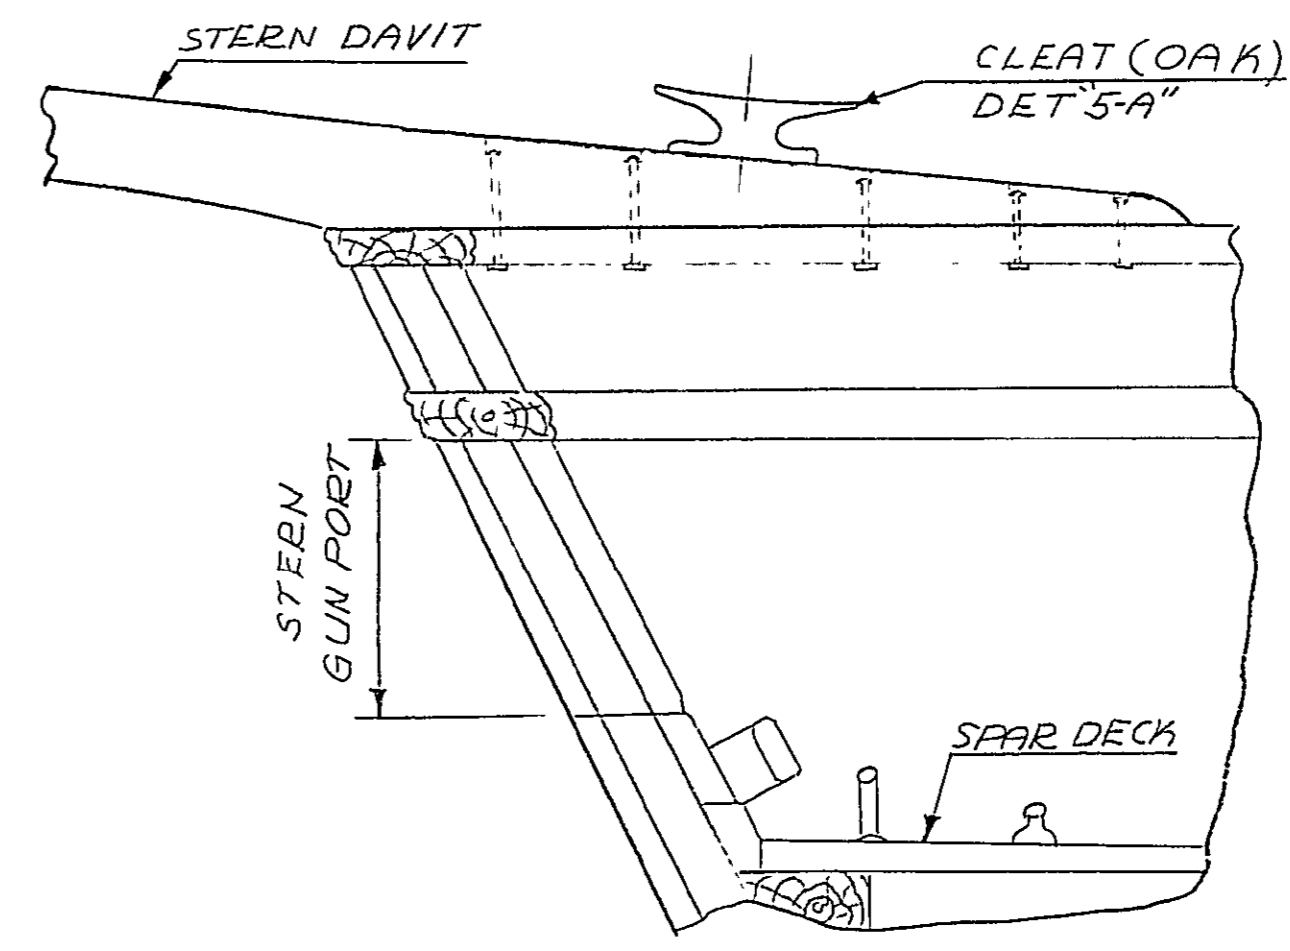 STERN DAVIT
CLEAT (OAK)
DET "5-A"
STERN
GUN PORT
SPAR DECK